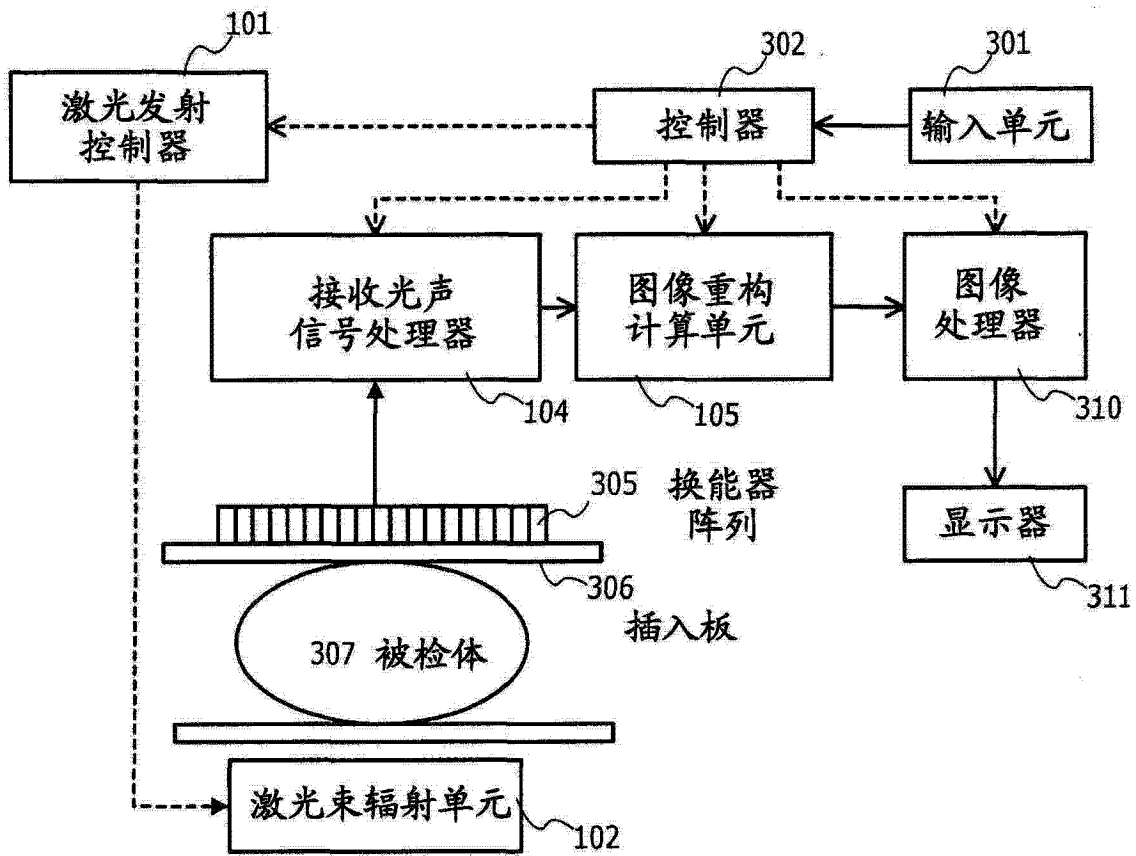 101
302
301
激光发射
控制器
控制器
输入单元
接收光声
信号处理器
图像重构
计算单元
图像
处理器
104
105
310
305
换能器
阵列
显示器
306
311
插入板
307 被检体
激光束辐射单元
102